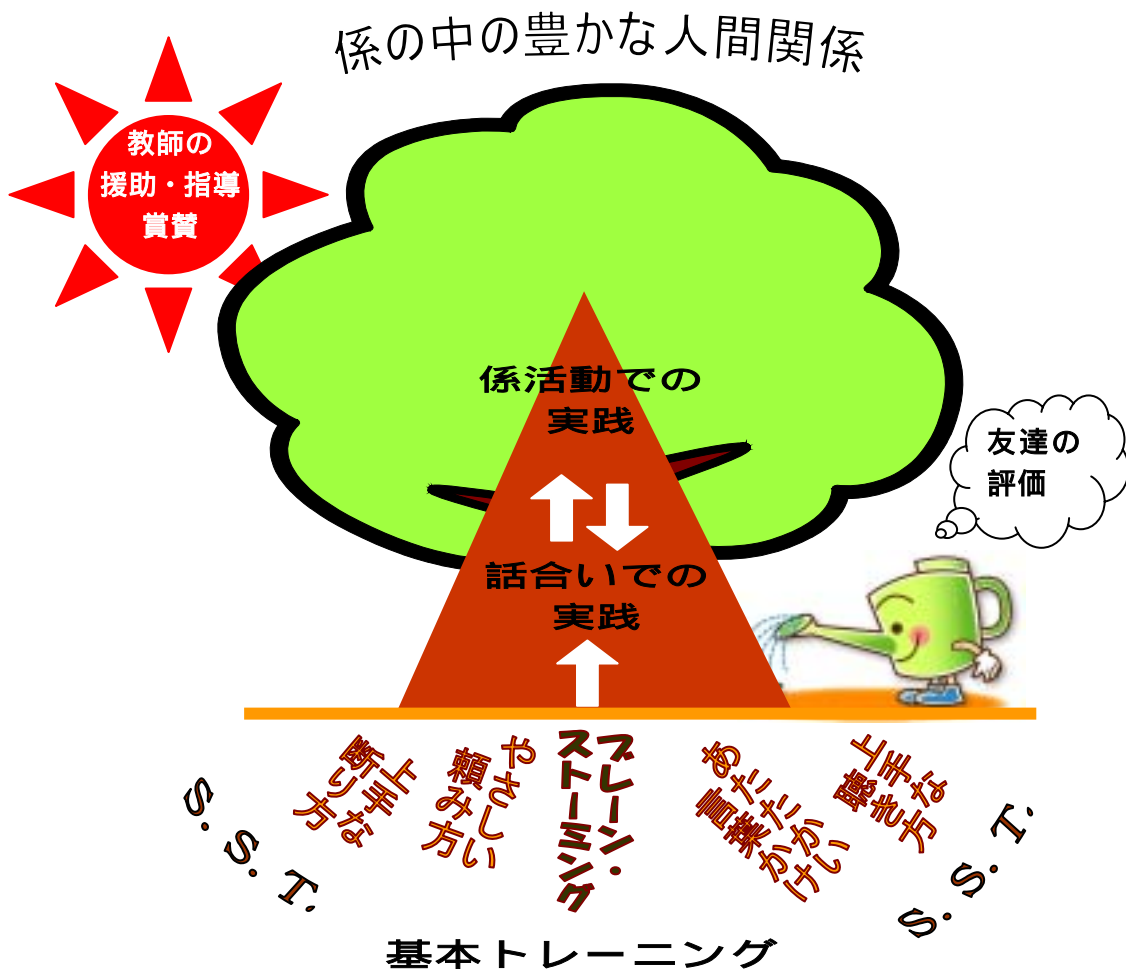 係の中の豊かな人間関係
教師の
援助・指導
賞賛
係活動での
実践
友達の
評価
話合いでの
実践
上手な
断り方
やさしい
頼み方
ブレーン・
ストーミング
あたたかい
言葉かけ
上手な
聴き方
S.S.T.
S.S.T.
基本トレーニング